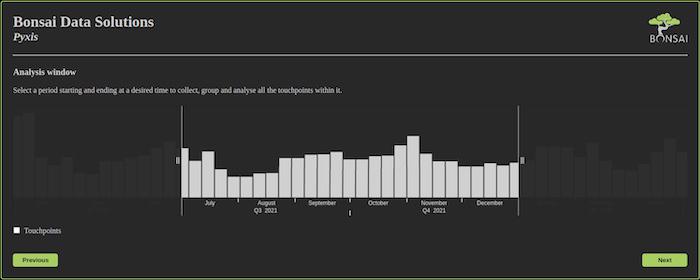 Bonsai Data Solutions
Pyxis
BONSAI
Analysis window
Select a period starting and ending at a desired time to collect, group and analyse all the touchpoints within it.
July August September October November December
Q3 2021 Q4 2021
Touchpoints
Previous Next